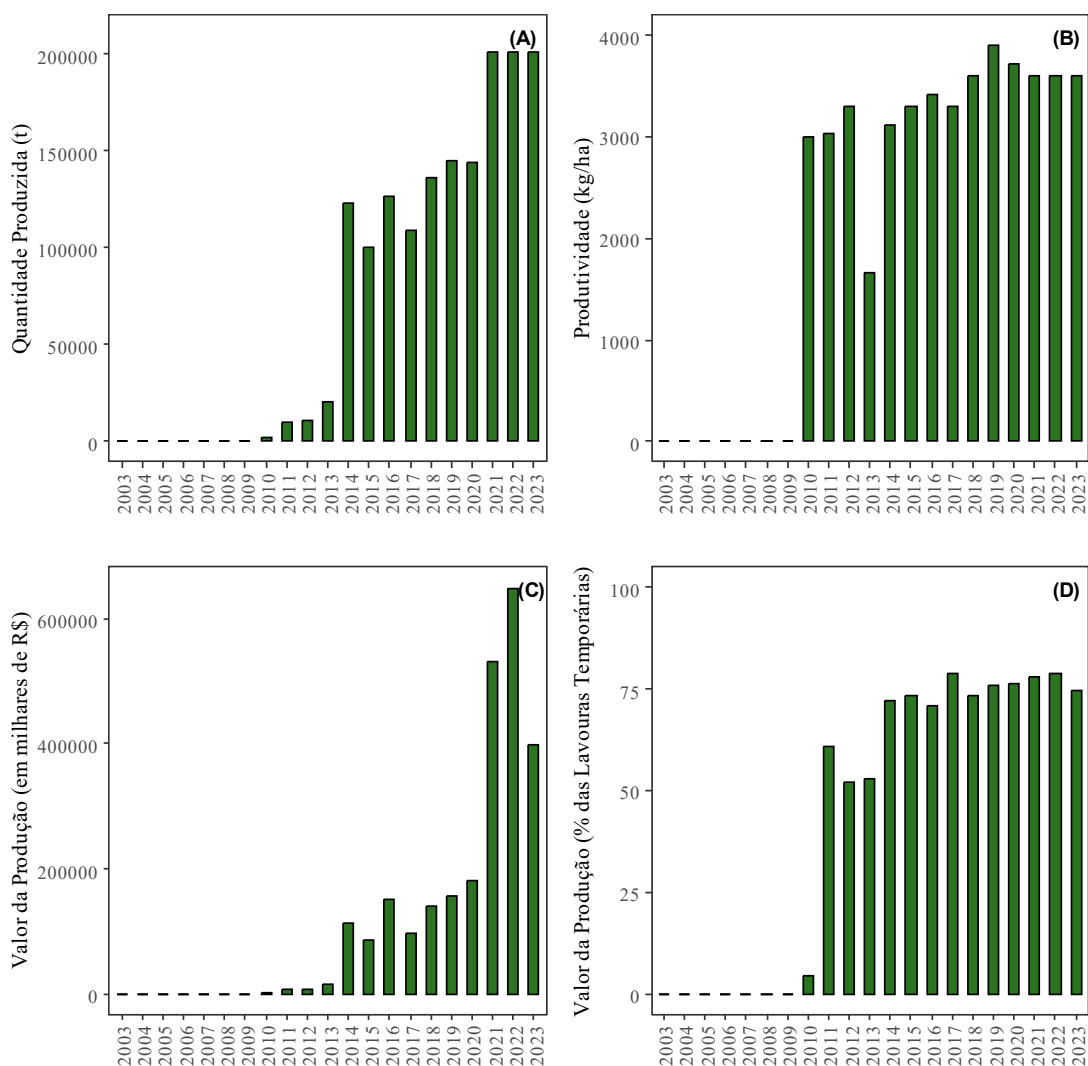 (A)
Quantidade Produzida (t)
200000
150000
100000
50000
0
2003 2004 2005 2006 2007 2008 2009 2010 2011 2012 2013 2014 2015 2016 2017 2018 2019 2020 2021 2022 2023
(B)
Produtividade (kg/ha)
4000
3000
2000
1000
0
2003 2004 2005 2006 2007 2008 2009 2010 2011 2012 2013 2014 2015 2016 2017 2018 2019 2020 2021 2022 2023
(C)
Valor da Produção (em milhares de R$)
600000
400000
200000
0
2003 2004 2005 2006 2007 2008 2009 2010 2011 2012 2013 2014 2015 2016 2017 2018 2019 2020 2021 2022 2023
(D)
Valor da Produção (% das Lavouras Temporárias)
100
75
50
25
0
2003 2004 2005 2006 2007 2008 2009 2010 2011 2012 2013 2014 2015 2016 2017 2018 2019 2020 2021 2022 2023